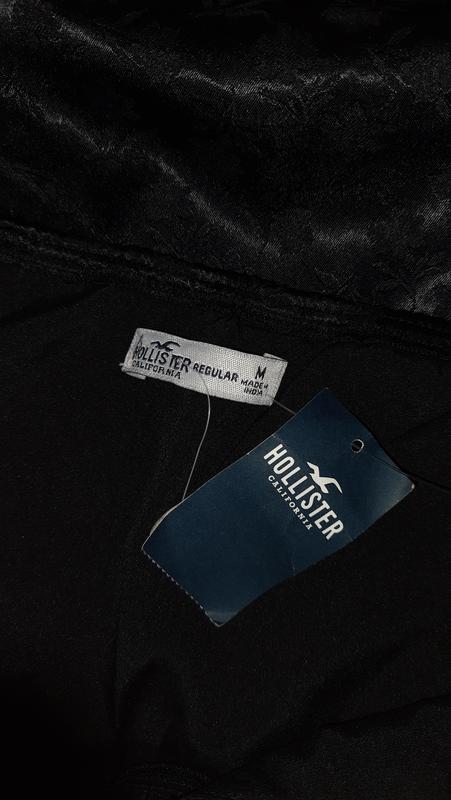 HOLLISTER
CALIFORNIA
REGULAR
M
MADE IN
INDIA
HOLLISTER
CALIFORNIA